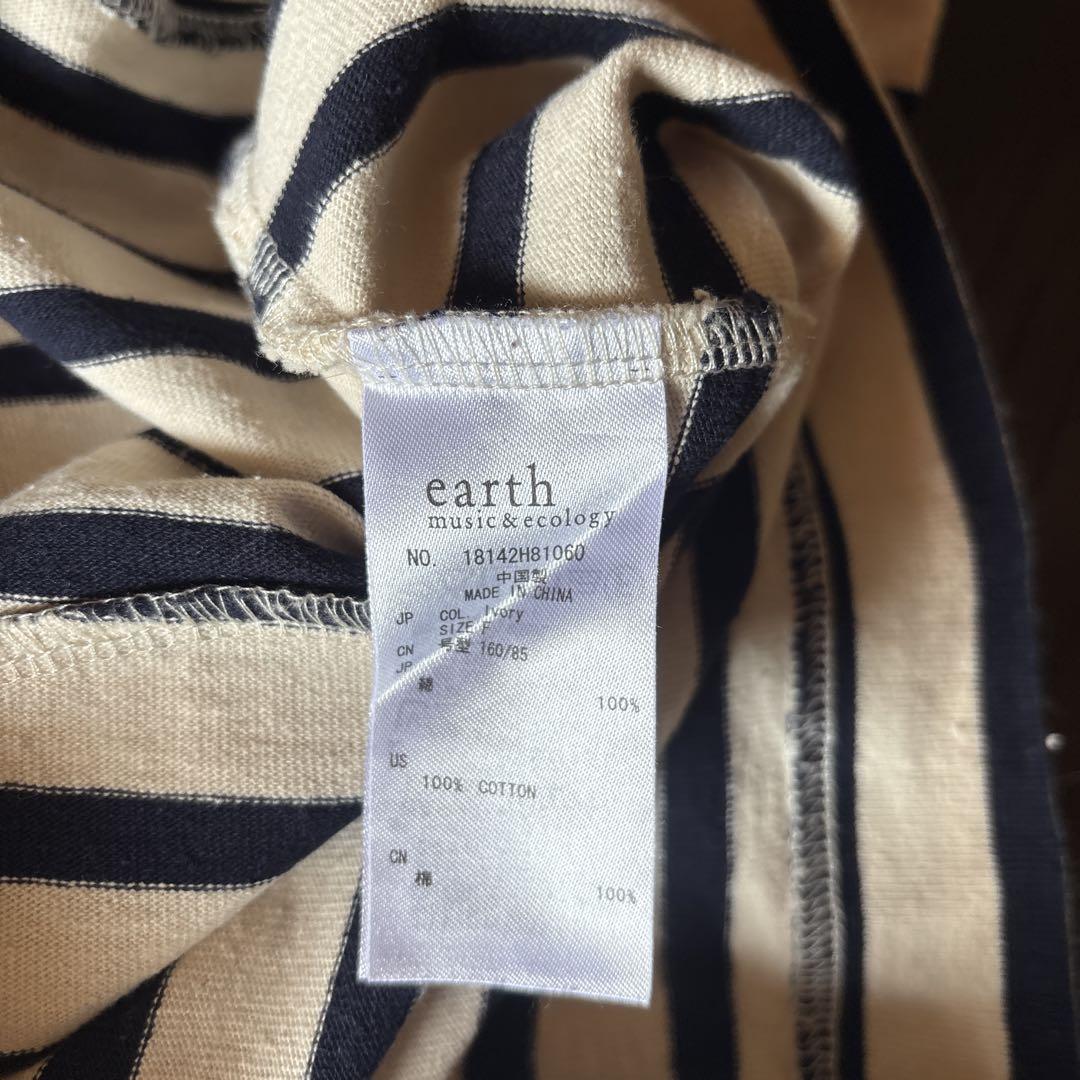 earth
music&ecology
NO. 18142H81060
中国製
MADE IN CHINA
JP COL. Ivory
SIZE F
CN 号型 160/85
JP
綿 100%
US
100% COTTON
CN
棉 100%